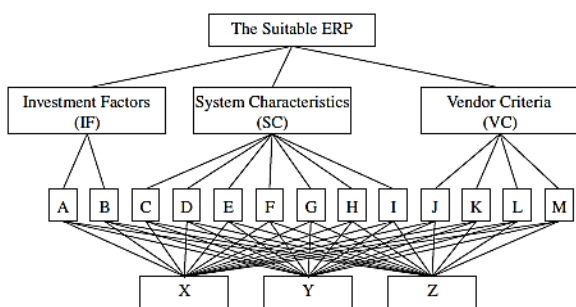 The Suitable ERP
Investment Factors
(IF)
System Characteristics
(SC)
Vendor Criteria
(VC)
A B C D E F G H I J K L M
X Y Z